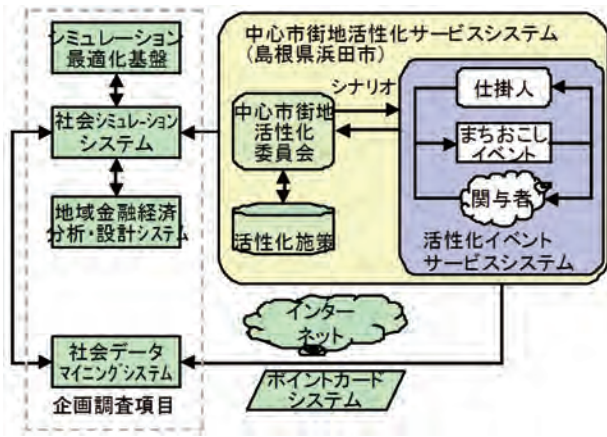 シミュレーション
最適化基盤
社会シミュレーション
システム
地域金融経済
分析・設計システム
社会データ
マイニングシステム
企画調査項目
中心市街地活性化サービスシステム
(島根県浜田市)
シナリオ
中心市街地
活性化
委員会
活性化施策
仕掛人
まちおこし
イベント
関与者
活性化イベント
サービスシステム
インター
ネット
ポイントカード
システム